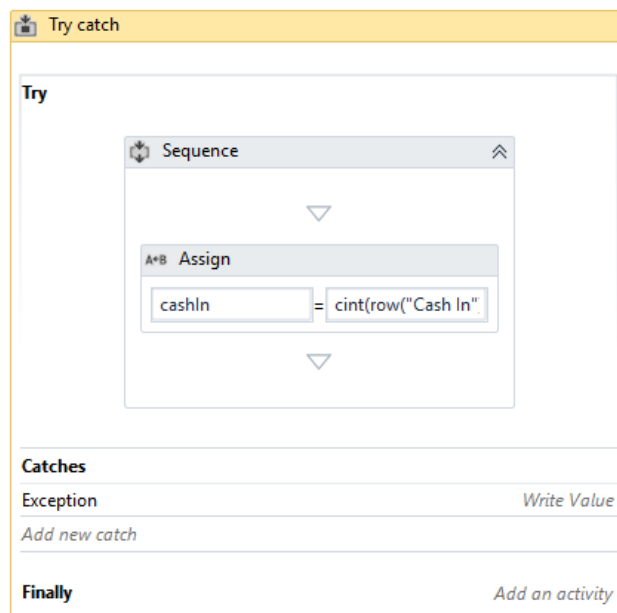 Try catch
Try
Sequence
A+B Assign
cashIn = cint(row("Cash In")
Catches
Exception Write Value
Add new catch
Finally Add an activity